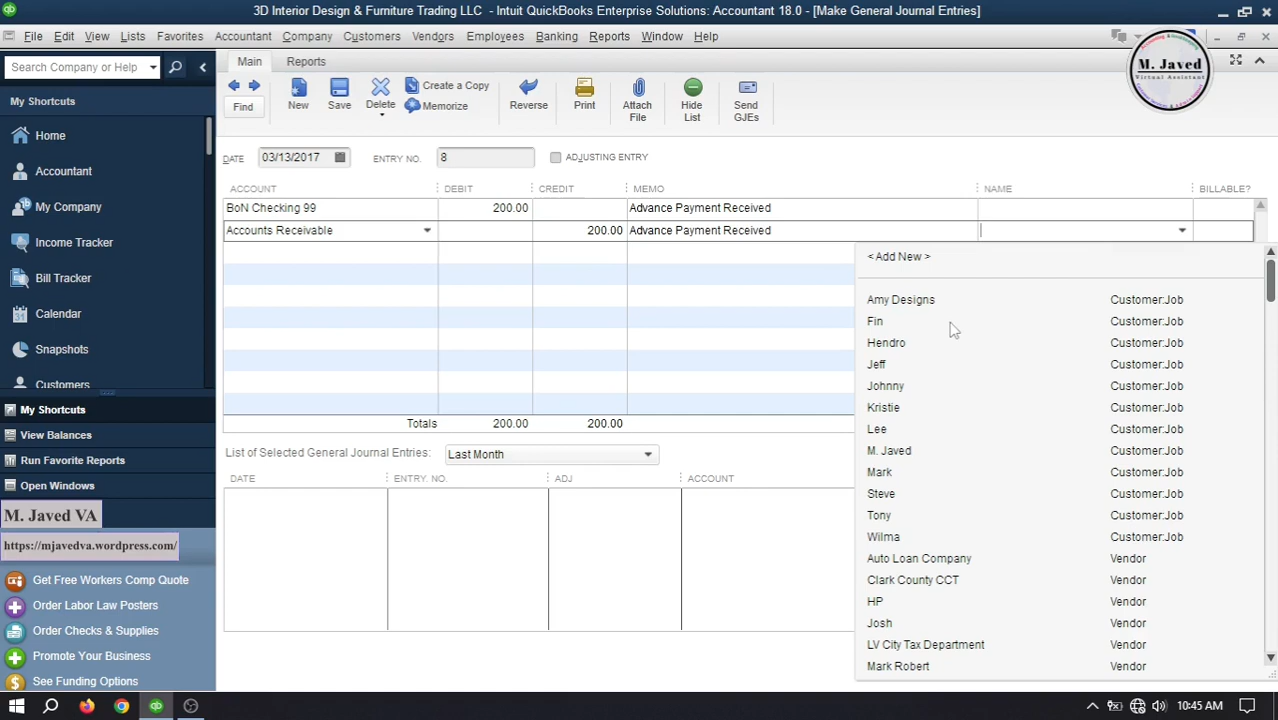 3D Interior Design & Furniture Trading LLC - Intuit QuickBooks Enterprise Solutions: Accountant 18.0 - [Make General Journal Entries]
File Edit View Lists Favorites Accountant Company Customers Vendors Employees Banking Reports Window Help
Search Company or Help
My Shortcuts
Home
Accountant
My Company
Income Tracker
Bill Tracker
Calendar
Snapshots
Customers
My Shortcuts
View Balances
Run Favorite Reports
Open Windows
M. Javed VA
https://mjavedva.wordpress.com/
Get Free Workers Comp Quote
Order Labor Law Posters
Order Checks & Supplies
Promote Your Business
See Funding Options
Main Reports
Find
New
Save
Delete
Create a Copy
Memorize
Reverse
Print
Attach
File
Hide
List
Send
GJEs
M. Javed
Virtual Assistant
DATE 03/13/2017 ENTRY NO. 8 ADJUSTING ENTRY
ACCOUNT DEBIT CREDIT MEMO NAME BILLABLE?
BoN Checking 99 200.00 Advance Payment Received
Accounts Receivable 200.00 Advance Payment Received
< Add New >
Amy Designs Customer:Job
Fin Customer:Job
Hendro Customer:Job
Jeff Customer:Job
Johnny Customer:Job
Kristie Customer:Job
Lee Customer:Job
M. Javed Customer:Job
Mark Customer:Job
Steve Customer:Job
Tony Customer:Job
Wilma Customer:Job
Auto Loan Company Vendor
Clark County CCT Vendor
HP Vendor
Josh Vendor
LV City Tax Department Vendor
Mark Robert Vendor
Totals 200.00 200.00
List of Selected General Journal Entries: Last Month
DATE ENTRY. NO. ADJ ACCOUNT
10:45 AM